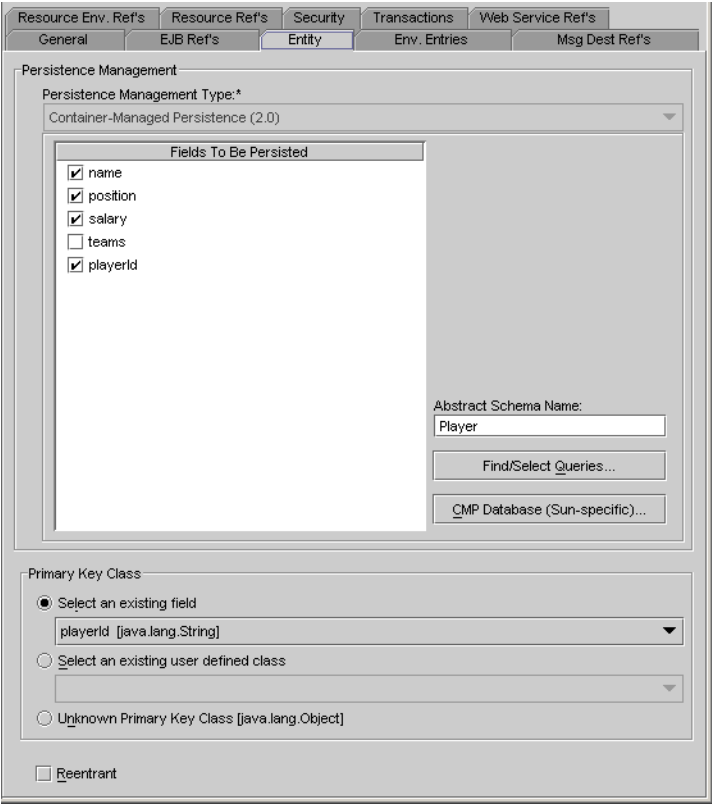 Resource Env. Ref's Resource Ref's Security Transactions Web Service Ref's
General EJB Ref's Entity Env. Entries Msg Dest Ref's
Persistence Management
Persistence Management Type:*
Container-Managed Persistence (2.0)
Fields To Be Persisted
name
position
salary
teams
playerId
Abstract Schema Name:
Player
Find/Select Queries...
CMP Database (Sun-specific)...
Primary Key Class
Select an existing field
playerId [java.lang.String]
Select an existing user defined class
Unknown Primary Key Class [java.lang.Object]
Reentrant